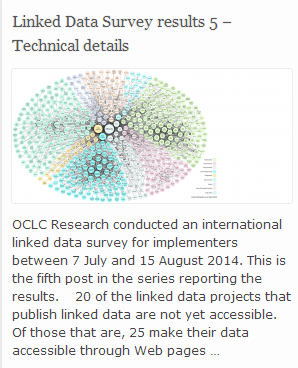 Linked Data Survey results 5 –
Technical details
OCLC Research conducted an international
linked data survey for implementers
between 7 July and 15 August 2014. This is
the fifth post in the series reporting the
results.    20 of the linked data projects that
publish linked data are not yet accessible.
Of those that are, 25 make their data
accessible through Web pages …